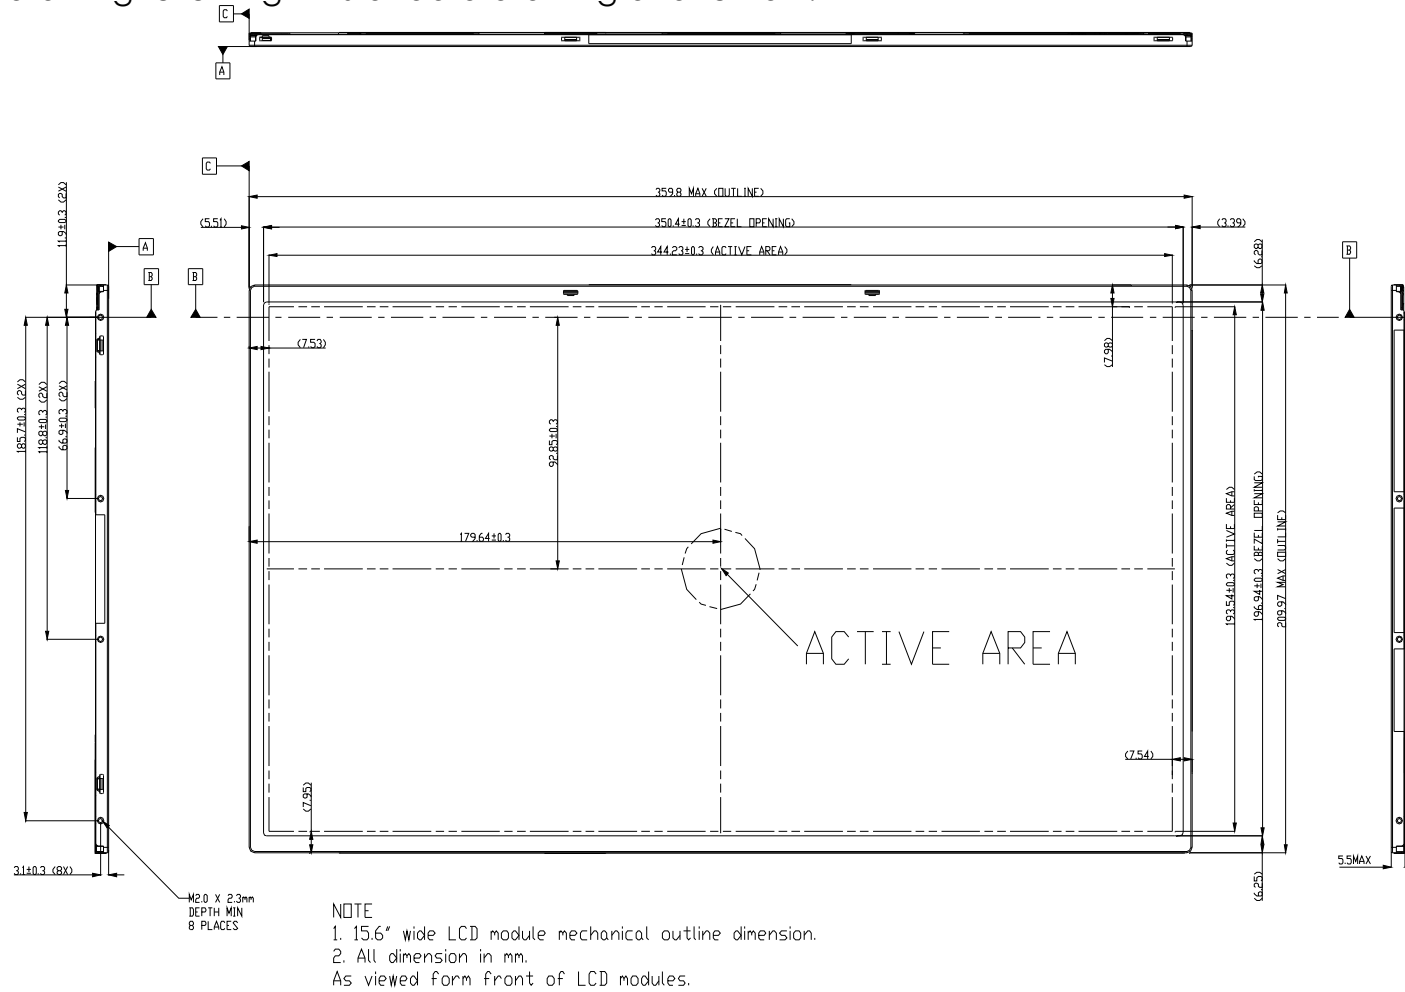 C
A
C
359.8 MAX (OUTLINE)
(5.51)
350.4±0.3 (BEZEL OPENING)
(3.39)
344.23±0.3 (ACTIVE AREA)
11.9±0.3 (2X)
A
B
B
(6.28)
B
(7.53)
(7.98)
185.7±0.3 (2X)
118.8±0.3 (2X)
66.9±0.3 (2X)
92.85±0.3
179.64±0.3
193.54±0.3 (ACTIVE AREA)
196.94±0.3 (BEZEL OPENING)
209.97 MAX (OUTLINE)
ACTIVE AREA
(7.54)
(7.95)
3.1±0.3 (8X)
5.5MAX
(6.25)
M2.0 X 2.3mm
DEPTH MIN
8 PLACES
NOTE
1. 15.6" wide LCD module mechanical outline dimension.
2. All dimension in mm.
As viewed form front of LCD modules.